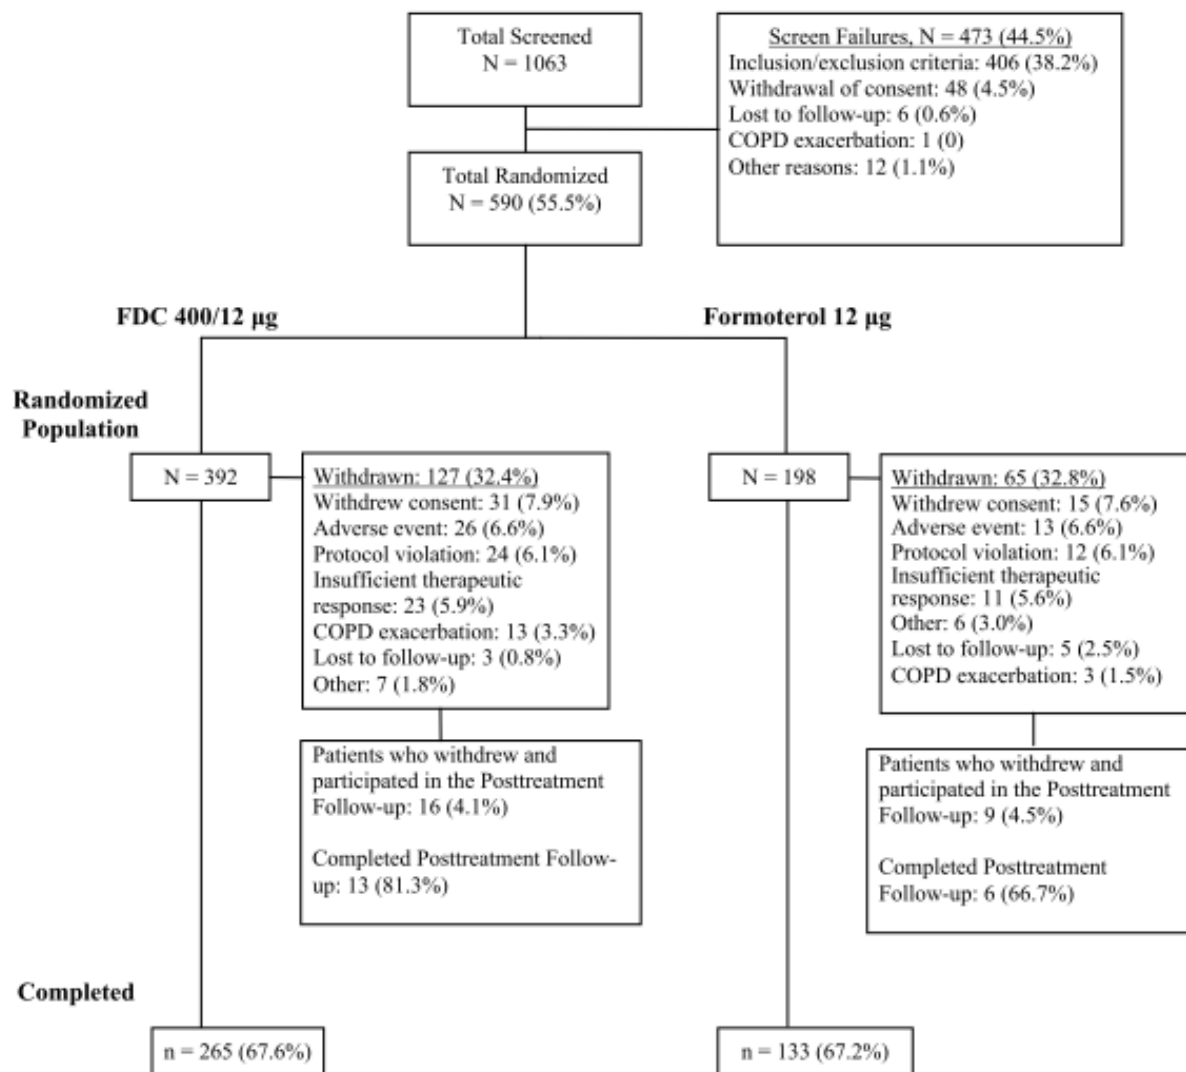 Total Screened
N = 1063
Screen Failures, N = 473 (44.5%)
Inclusion/exclusion criteria: 406 (38.2%)
Withdrawal of consent: 48 (4.5%)
Lost to follow-up: 6 (0.6%)
COPD exacerbation: 1 (0)
Other reasons: 12 (1.1%)
Total Randomized
N = 590 (55.5%)
FDC 400/12 µg
Formoterol 12 µg
Randomized
Population
N = 392
Withdrawn: 127 (32.4%)
Withdrew consent: 31 (7.9%)
Adverse event: 26 (6.6%)
Protocol violation: 24 (6.1%)
Insufficient therapeutic
response: 23 (5.9%)
COPD exacerbation: 13 (3.3%)
Lost to follow-up: 3 (0.8%)
Other: 7 (1.8%)
N = 198
Withdrawn: 65 (32.8%)
Withdrew consent: 15 (7.6%)
Adverse event: 13 (6.6%)
Protocol violation: 12 (6.1%)
Insufficient therapeutic
response: 11 (5.6%)
Other: 6 (3.0%)
Lost to follow-up: 5 (2.5%)
COPD exacerbation: 3 (1.5%)
Patients who withdrew and
participated in the Posttreatment
Follow-up: 16 (4.1%)
Completed Posttreatment Follow-
up: 13 (81.3%)
Patients who withdrew and
participated in the Posttreatment
Follow-up: 9 (4.5%)
Completed Posttreatment
Follow-up: 6 (66.7%)
Completed
n = 265 (67.6%)
n = 133 (67.2%)